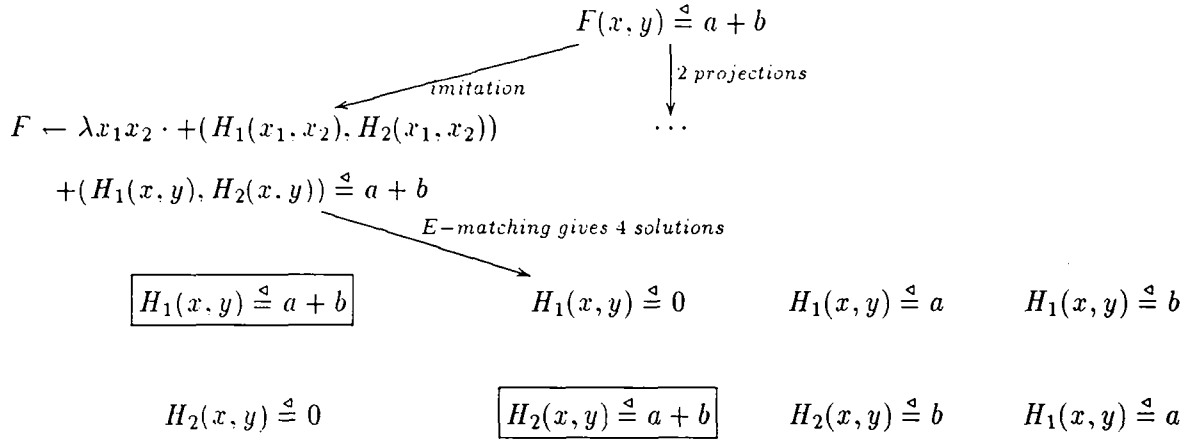 F(x, y) ≟ a + b
imitation
2 projections
F ← λx₁x₂ · +(H₁(x₁, x₂), H₂(x₁, x₂))
⋯
+(H₁(x, y), H₂(x. y)) ≟ a + b
E−matching gives 4 solutions
H₁(x, y) ≟ a + b H₁(x, y) ≟ 0 H₁(x, y) ≟ a H₁(x, y) ≟ b
H₂(x, y) ≟ 0 H₂(x, y) ≟ a + b H₂(x, y) ≟ b H₁(x, y) ≟ a